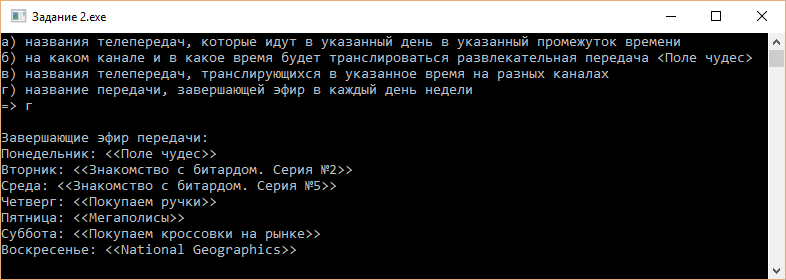 Задание 2.exe
а) названия телепередач, которые идут в указанный день в указанный промежуток времени
б) на каком канале и в какое время будет транслироваться развлекательная передача <Поле чудес>
в) названия телепередач, транслирующихся в указанное время на разных каналах
г) название передачи, завершающей эфир в каждый день недели
=> г
Завершающие эфир передачи:
Понедельник: <<Поле чудес>>
Вторник: <<Знакомство с битардом. Серия №2>>
Среда: <<Знакомство с битардом. Серия №5>>
Четверг: <<Покупаем ручки>>
Пятница: <<Мегаполисы>>
Суббота: <<Покупаем кроссовки на рынке>>
Воскресенье: <<National Geographics>>